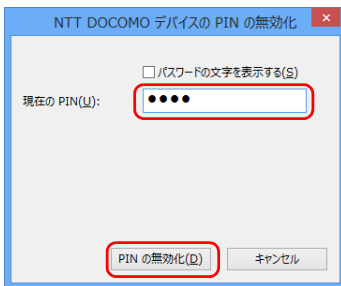 NTT DOCOMO デバイスの PIN の無効化
パスワードの文字を表示する(S)
現在の PIN(U): ●●●●
PIN の無効化(D) キャンセル